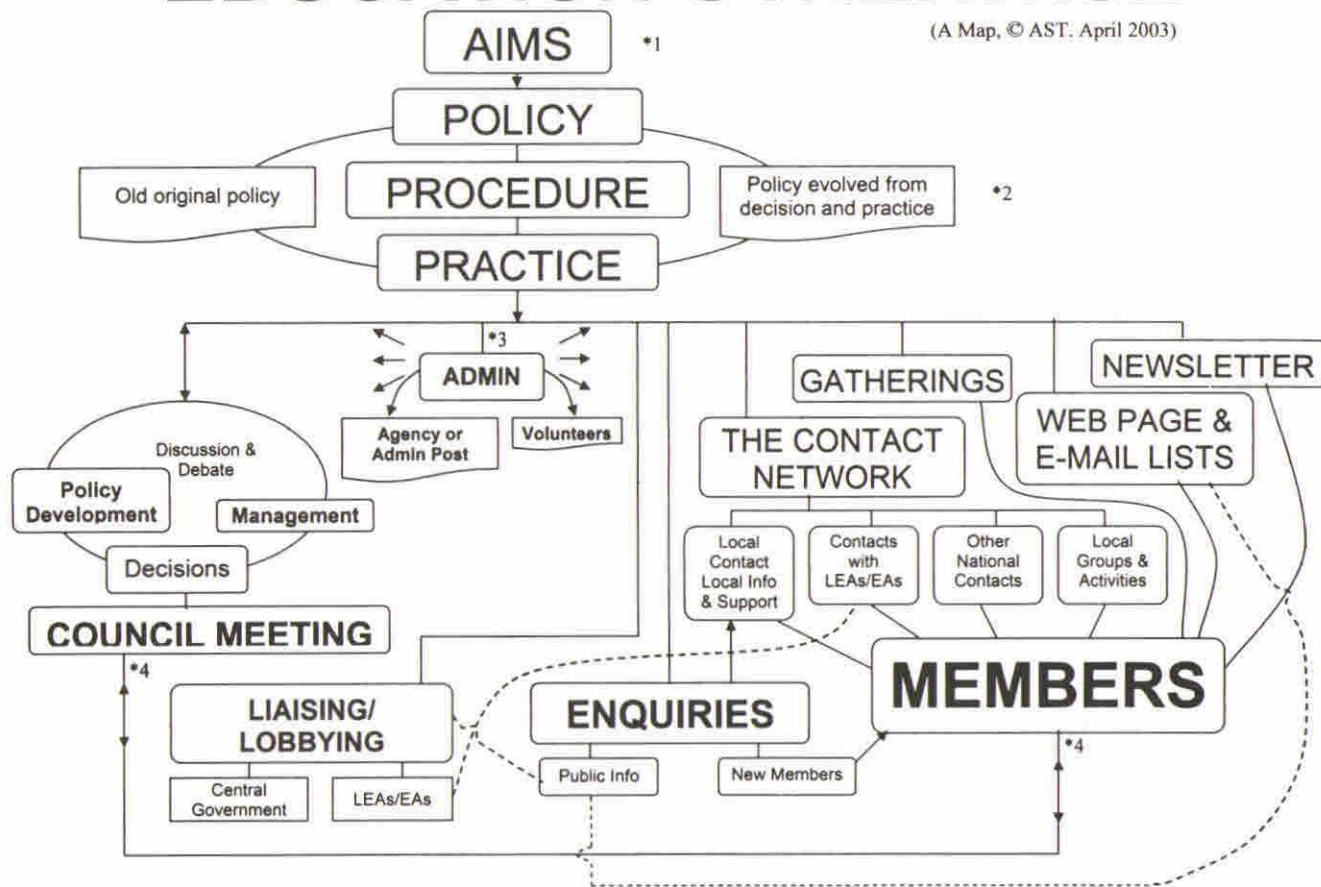 (A Map, © AST. April 2003)
AIMS
*1
POLICY
Old original policy
PROCEDURE
Policy evolved from
decision and practice
*2
PRACTICE
*3
ADMIN
Agency or
Admin Post
Volunteers
GATHERINGS
NEWSLETTER
THE CONTACT
NETWORK
WEB PAGE &
E-MAIL LISTS
Discussion &
Debate
Policy
Development
Management
Decisions
COUNCIL MEETING
*4
Local
Contact
Local Info
& Support
Contacts
with
LEAs/EAs
Other
National
Contacts
Local
Groups &
Activities
LIAISING/
LOBBYING
Central
Government
LEAs/EAs
ENQUIRIES
Public Info
New Members
MEMBERS
*4